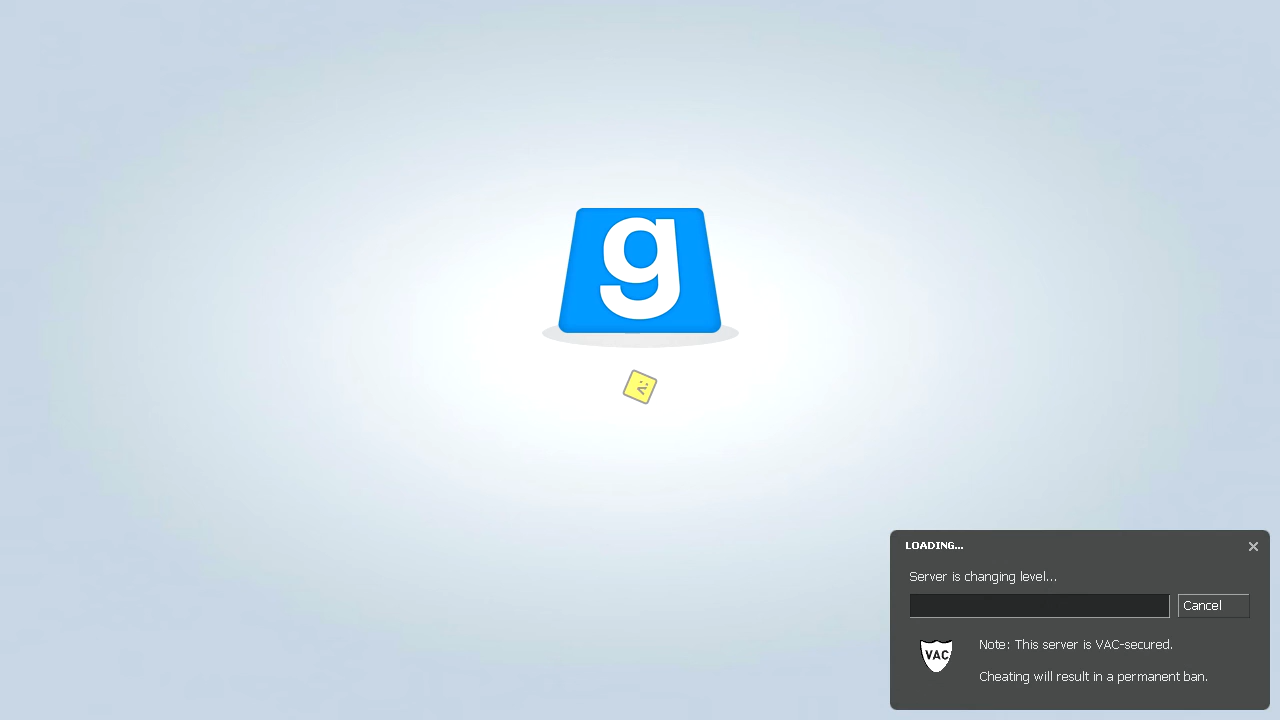 g
LOADING...
Server is changing level...
Cancel
VAC
Note: This server is VAC-secured.
Cheating will result in a permanent ban.